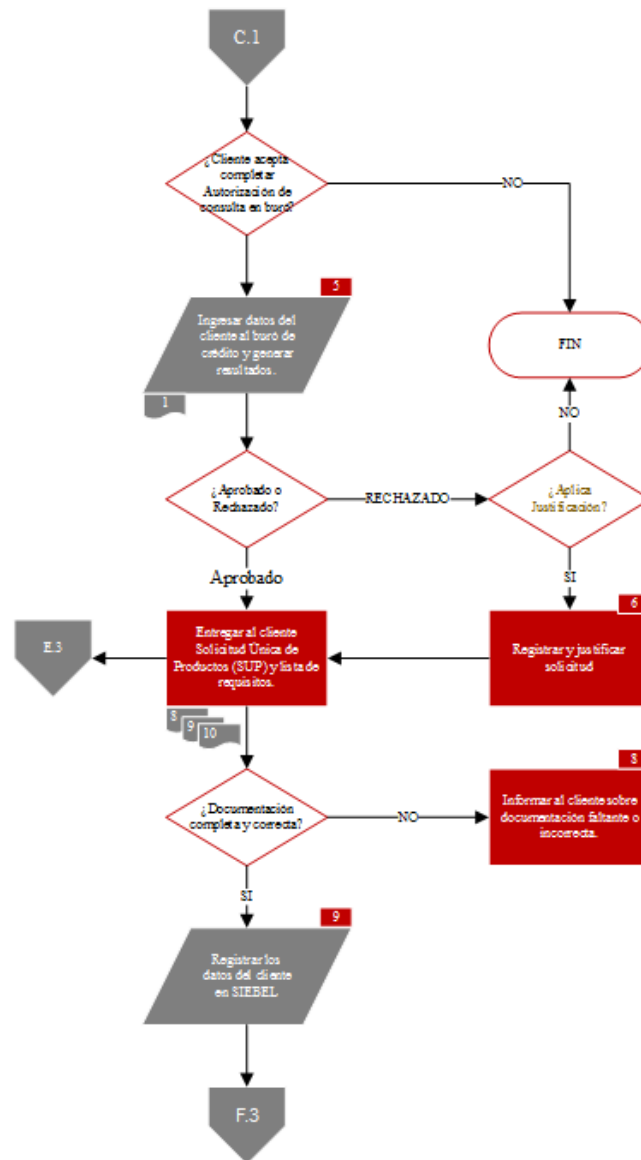 C.1
¿Cliente acepta
completar
Autorización de
consulta en buró?
NO
5
Ingresar datos del
cliente al buró de
crédito y generar
resultados.
1
FIN
NO
¿Aprobado o
Rechazado?
RECHAZADO
¿Aplica
Justificación?
Aprobado
SI
6
E.3
Entregar al cliente
Solicitud Única de
Productos (SUP) y lista de
requisitos.
Registrar y justificar
solicitud
8
9
10
8
¿Documentación
completa y correcta?
NO
Informar al cliente sobre
documentación faltante o
incorrecta.
SI
9
Registrar los
datos del cliente
en SIEBEL
F.3